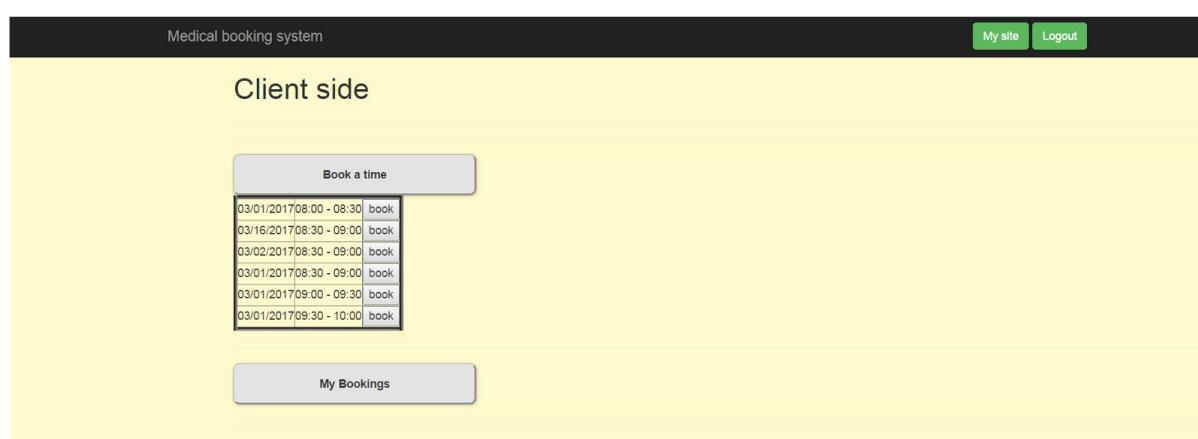 Medical booking system My site Logout
Client side
Book a time
03/01/2017 08:00 - 08:30 book
03/16/2017 08:30 - 09:00 book
03/02/2017 08:30 - 09:00 book
03/01/2017 08:30 - 09:00 book
03/01/2017 09:00 - 09:30 book
03/01/2017 09:30 - 10:00 book
My Bookings